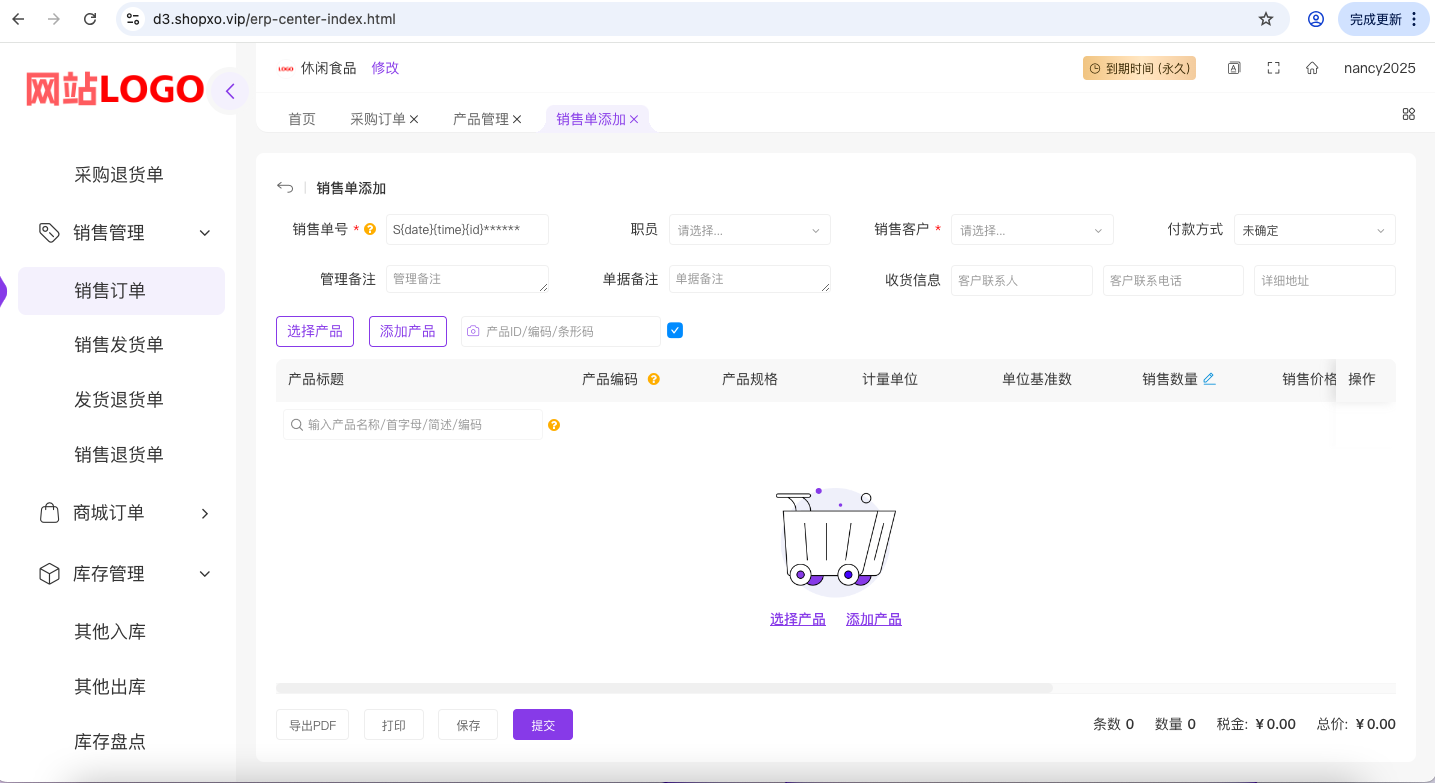 d3.shopxo.vip/erp-center-index.html
完成更新
网站LOGO
LOGO 休闲食品 修改
到期时间 (永久)
nancy2025
首页 采购订单 产品管理 销售单添加
采购退货单
销售管理
销售订单
销售发货单
发货退货单
销售退货单
商城订单
库存管理
其他入库
其他出库
库存盘点
销售单添加
销售单号 * S{date}{time}{id}****** 职员 请选择... 销售客户 * 请选择... 付款方式 未确定
管理备注 管理备注 单据备注 单据备注 收货信息 客户联系人 客户联系电话 详细地址
选择产品 添加产品 产品ID/编码/条形码
产品标题 产品编码 产品规格 计量单位 单位基准数 销售数量 销售价格 操作
输入产品名称/首字母/简述/编码
选择产品 添加产品
导出PDF 打印 保存 提交 条数 0 数量 0 税金: ¥ 0.00 总价: ¥ 0.00